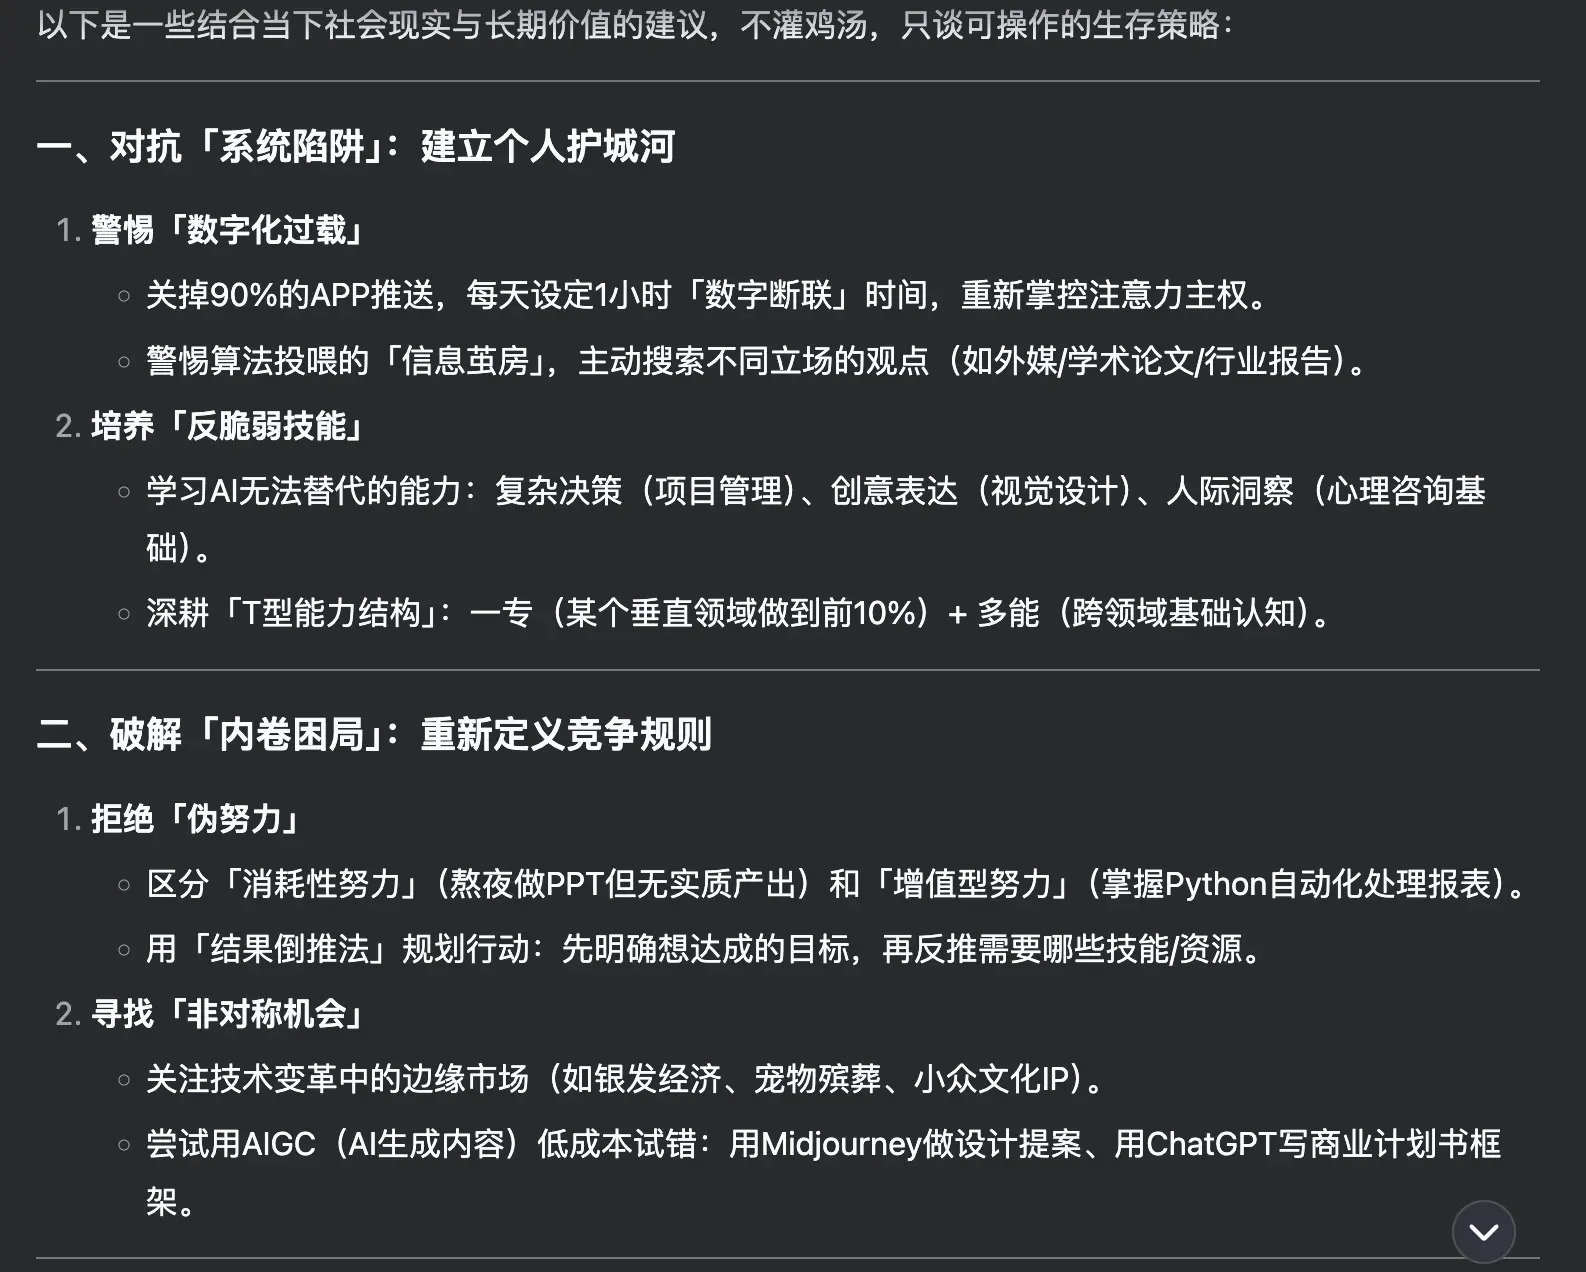 以下是一些结合当下社会现实与长期价值的建议，不灌鸡汤，只谈可操作的生存策略：
一、对抗「系统陷阱」：建立个人护城河
1. 警惕「数字化过载」
○ 关掉90%的APP推送，每天设定1小时「数字断联」时间，重新掌控注意力主权。
○ 警惕算法投喂的「信息茧房」，主动搜索不同立场的观点（如外媒/学术论文/行业报告）。
2. 培养「反脆弱技能」
○ 学习AI无法替代的能力：复杂决策（项目管理）、创意表达（视觉设计）、人际洞察（心理咨询基
础）。
○ 深耕「T型能力结构」：一专（某个垂直领域做到前10%）+ 多能（跨领域基础认知）。
二、破解「内卷困局」：重新定义竞争规则
1. 拒绝「伪努力」
○ 区分「消耗性努力」（熬夜做PPT但无实质产出）和「增值型努力」（掌握Python自动化处理报表）。
○ 用「结果倒推法」规划行动：先明确想达成的目标，再反推需要哪些技能/资源。
2. 寻找「非对称机会」
○ 关注技术变革中的边缘市场（如银发经济、宠物殡葬、小众文化IP）。
○ 尝试用AIGC（AI生成内容）低成本试错：用Midjourney做设计提案、用ChatGPT写商业计划书框
架。